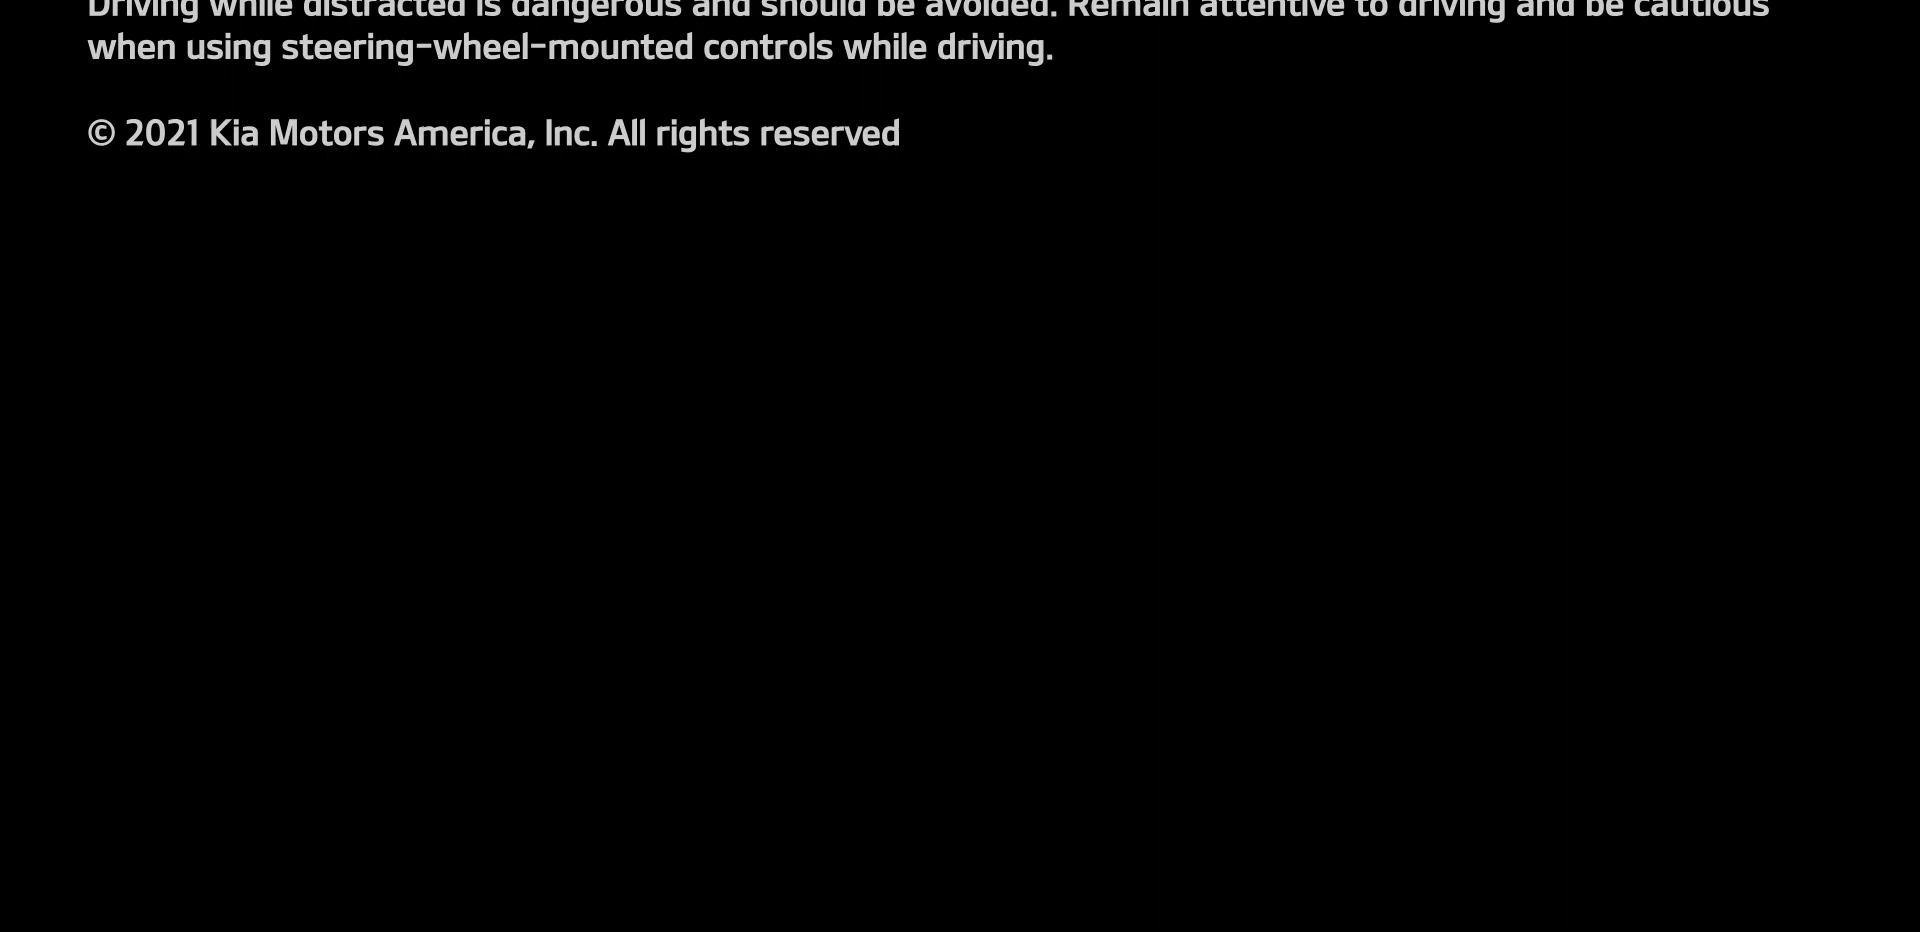 Driving while distracted is dangerous and should be avoided. Remain attentive to driving and be cautious
when using steering-wheel-mounted controls while driving.
© 2021 Kia Motors America, Inc. All rights reserved